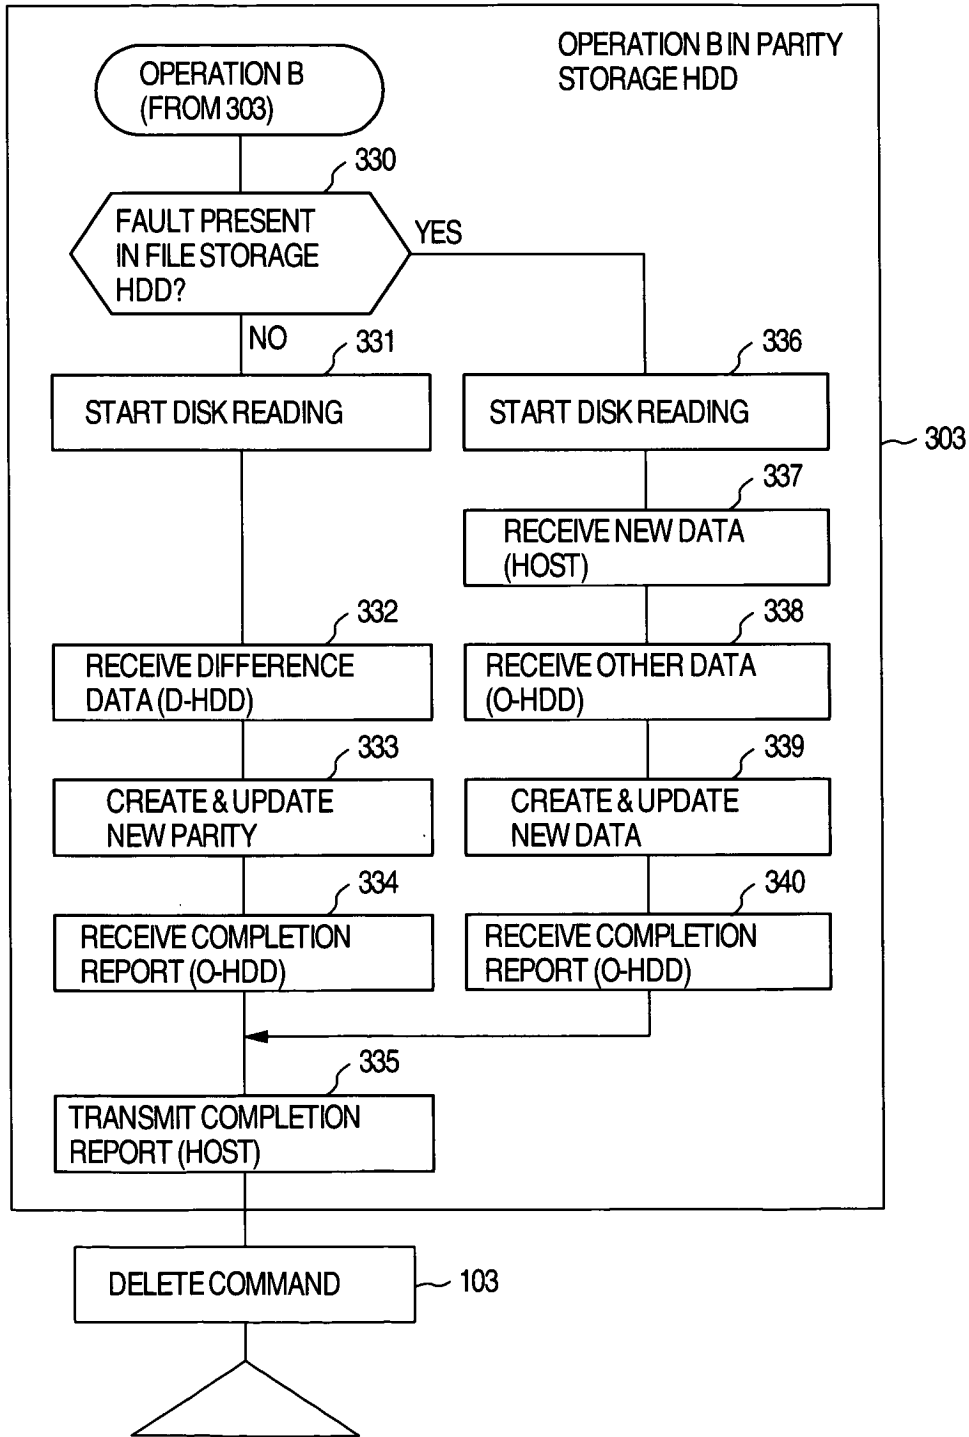 OPERATION B IN PARITY
STORAGE HDD
OPERATION B
(FROM 303)
330
FAULT PRESENT
IN FILE STORAGE
HDD?
YES
NO
331
START DISK READING
336
START DISK READING
303
337
RECEIVE NEW DATA
(HOST)
332
RECEIVE DIFFERENCE
DATA (D-HDD)
338
RECEIVE OTHER DATA
(O-HDD)
333
CREATE & UPDATE
NEW PARITY
339
CREATE & UPDATE
NEW DATA
334
RECEIVE COMPLETION
REPORT (O-HDD)
340
RECEIVE COMPLETION
REPORT (O-HDD)
335
TRANSMIT COMPLETION
REPORT (HOST)
DELETE COMMAND
103